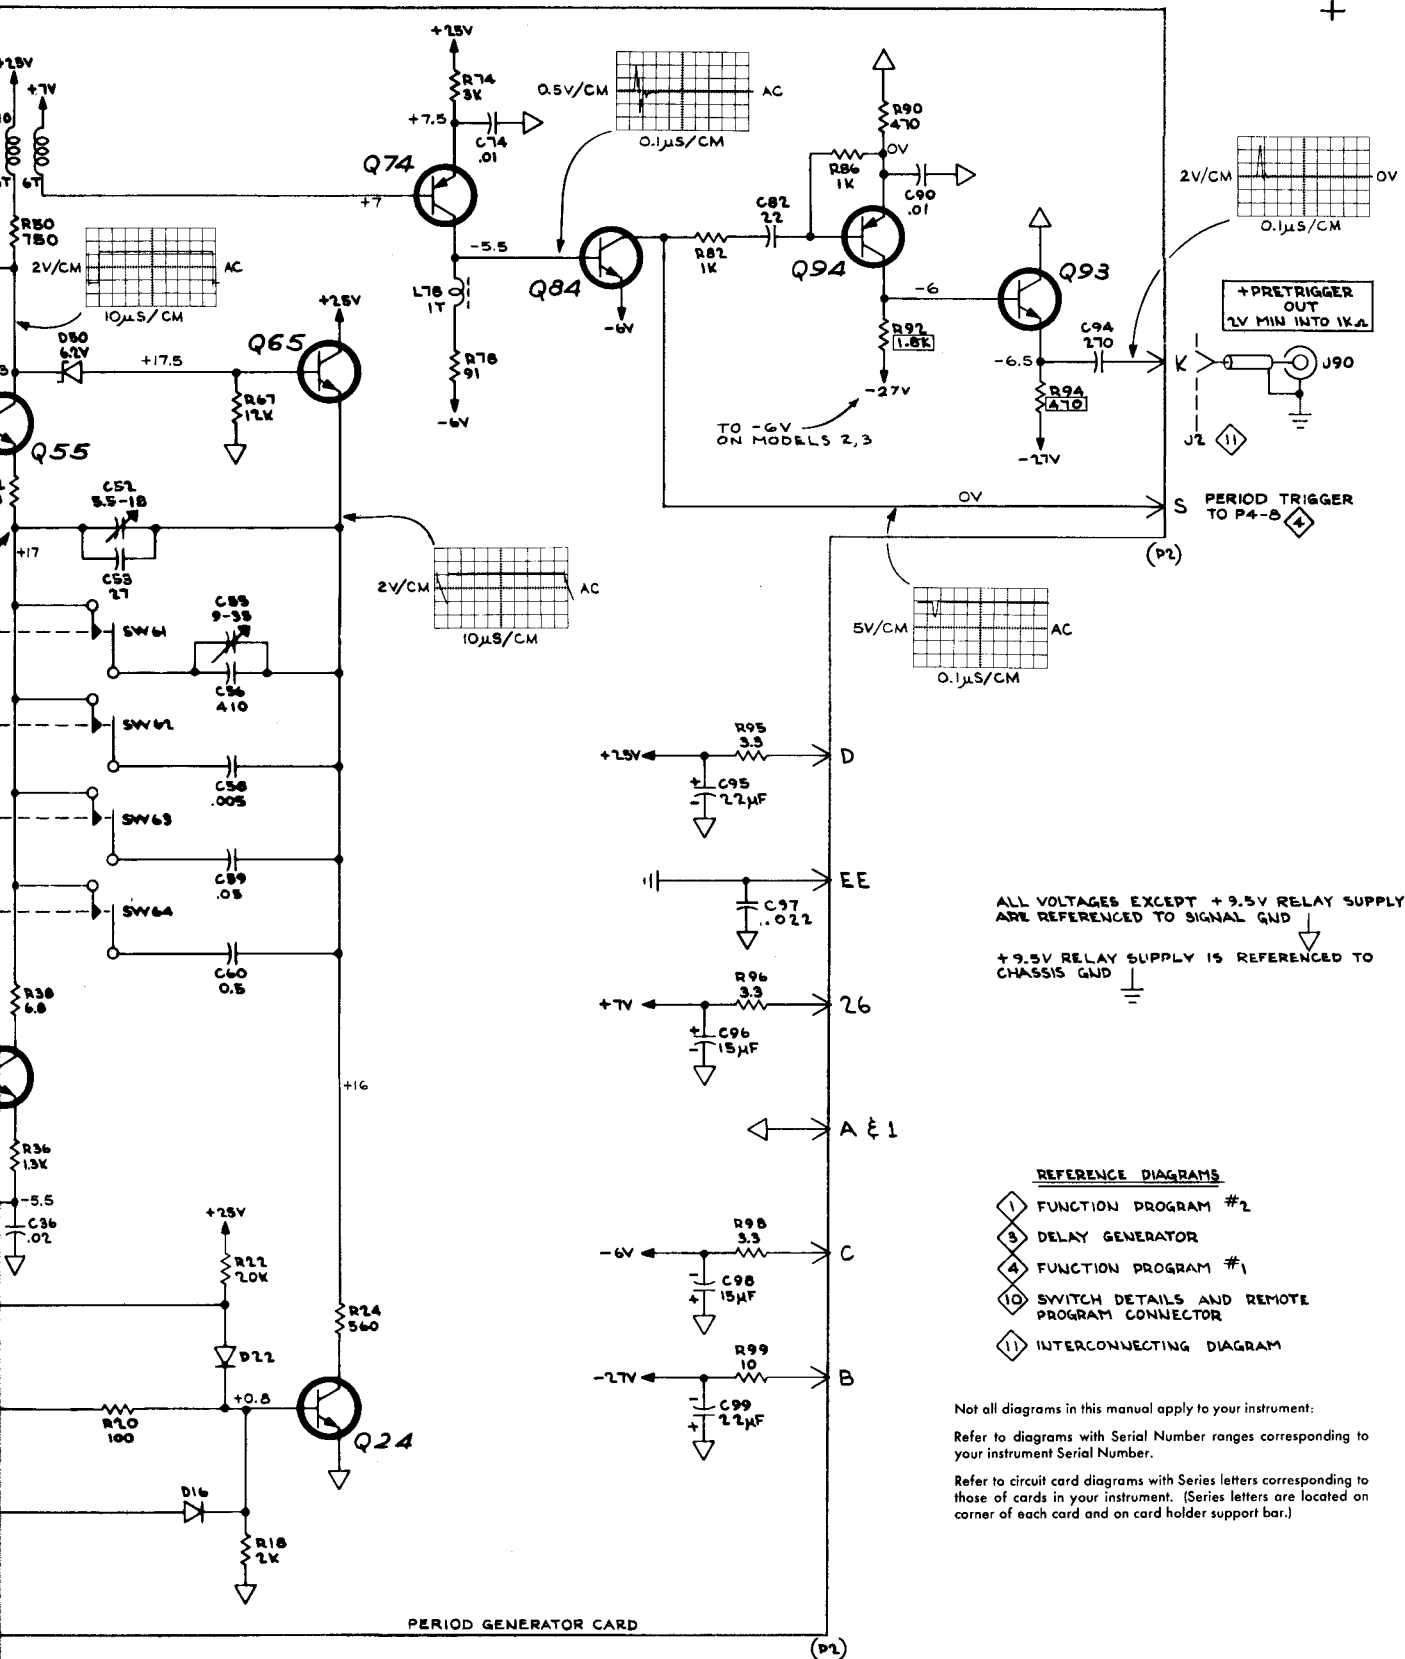 +25V
+7V
6T
R50
750
2V/CM
AC
10µS/CM
D50
6.2V
+17.5
Q55
+25V
R74
3K
+7.5
C74
.01
Q74
+7
-5.5
L78
1T
R78
91
-6V
0.5V/CM
AC
0.1µS/CM
Q84
-6V
R82
1K
C82
22
R86
1K
R90
470
0V
C90
.01
Q94
-6
R92
1.8K
-27V
TO -6V
ON MODELS 2,3
Q93
-6.5
R94
470
-27V
C94
270
2V/CM
0V
0.1µS/CM
+PRETRIGGER
OUT
2V MIN INTO 1KΩ
K
J90
J2
11
0V
S
PERIOD TRIGGER
TO P4-8
4
(P2)
5V/CM
AC
0.1µS/CM
+25V
Q65
R67
12K
C52
5.5-18
C53
27
+17
2V/CM
AC
10µS/CM
SW61
C55
9-35
C56
410
SW62
C58
.005
SW63
C59
.05
SW64
C60
0.5
R38
6.8
+16
R36
1.3K
-5.5
C36
.02
+25V
R22
20K
D22
R24
560
+0.8
R20
100
Q24
D16
R18
2K
+25V
R95
3.3
D
+
-
C95
22µF
EE
C97
.022
+7V
R96
3.3
26
+
-
C96
15µF
A & 1
-6V
R98
3.3
C
-
+
C98
15µF
-27V
R99
10
B
-
+
C99
22µF
ALL VOLTAGES EXCEPT +9.5V RELAY SUPPLY
ARE REFERENCED TO SIGNAL GND
+9.5V RELAY SUPPLY IS REFERENCED TO
CHASSIS GND
REFERENCE DIAGRAMS
1 FUNCTION PROGRAM #2
3 DELAY GENERATOR
4 FUNCTION PROGRAM #1
10 SWITCH DETAILS AND REMOTE
PROGRAM CONNECTOR
11 INTERCONNECTING DIAGRAM
Not all diagrams in this manual apply to your instrument:
Refer to diagrams with Serial Number ranges corresponding to
your instrument Serial Number.
Refer to circuit card diagrams with Series letters corresponding to
those of cards in your instrument. (Series letters are located on
corner of each card and on card holder support bar.)
PERIOD GENERATOR CARD
(P2)